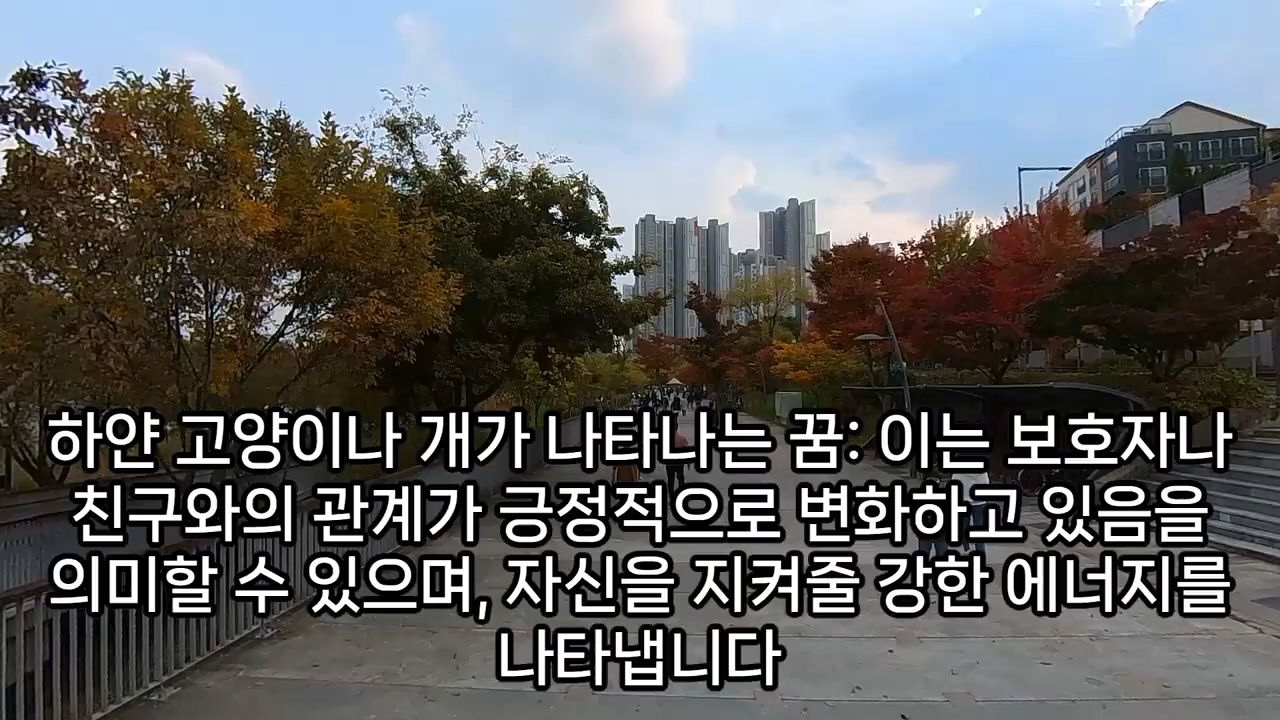 하얀 고양이나 개가 나타나는 꿈: 이는 보호자나
친구와의 관계가 긍정적으로 변화하고 있음을
의미할 수 있으며, 자신을 지켜줄 강한 에너지를
나타냅니다